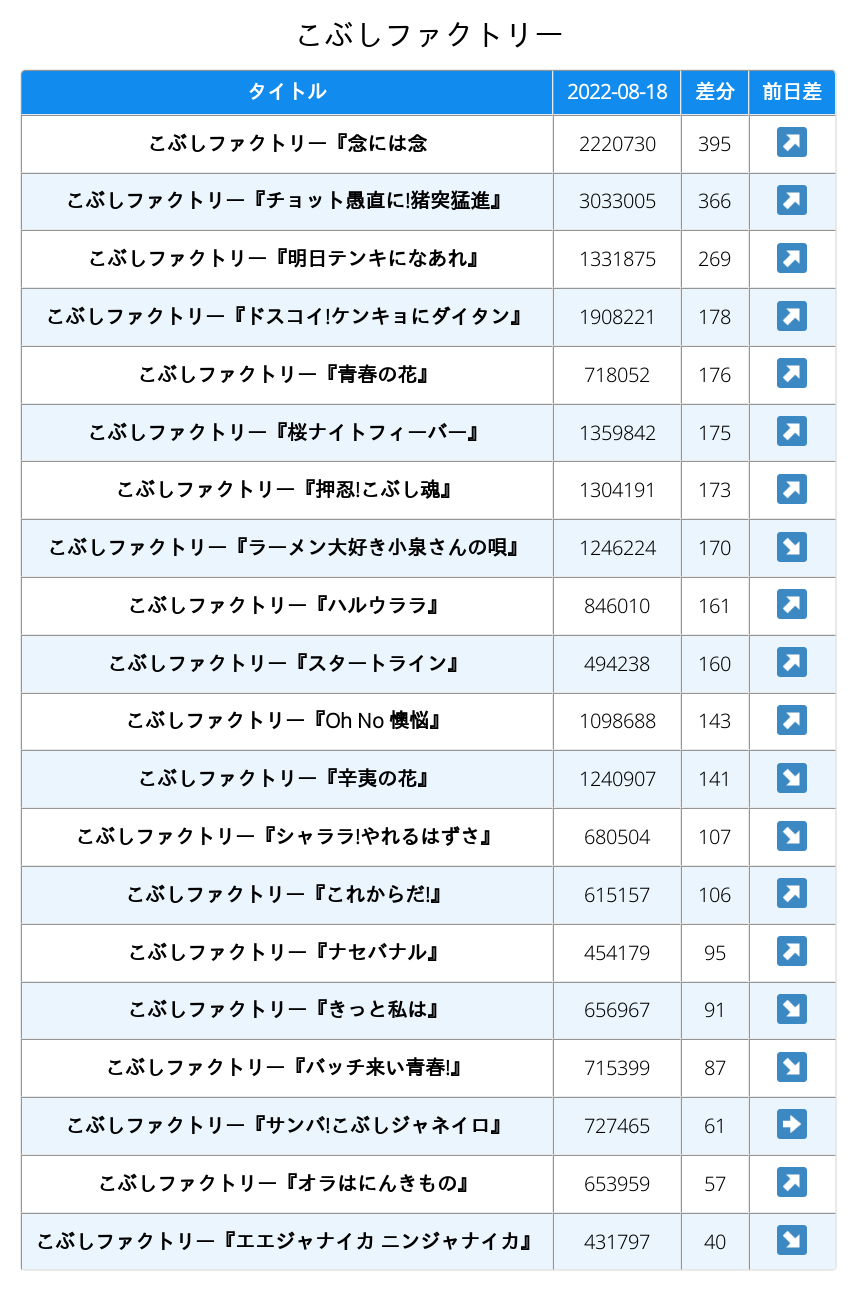 こぶしファクトリー
タイトル 2022-08-18 差分 前日差
こぶしファクトリー『念には念 2220730 395 ↗
こぶしファクトリー『チョット愚直に!猪突猛進』 3033005 366 ↗
こぶしファクトリー『明日テンキになあれ』 1331875 269 ↗
こぶしファクトリー『ドスコイ!ケンキョにダイタン』 1908221 178 ↗
こぶしファクトリー『青春の花』 718052 176 ↗
こぶしファクトリー『桜ナイトフィーバー』 1359842 175 ↗
こぶしファクトリー『押忍!こぶし魂』 1304191 173 ↗
こぶしファクトリー『ラーメン大好き小泉さんの唄』 1246224 170 ↘
こぶしファクトリー『ハルウララ』 846010 161 ↗
こぶしファクトリー『スタートライン』 494238 160 ↗
こぶしファクトリー『Oh No 懊悩』 1098688 143 ↗
こぶしファクトリー『辛夷の花』 1240907 141 ↘
こぶしファクトリー『シャララ!やれるはずさ』 680504 107 ↘
こぶしファクトリー『これからだ!』 615157 106 ↗
こぶしファクトリー『ナセバナル』 454179 95 ↗
こぶしファクトリー『きっと私は』 656967 91 ↘
こぶしファクトリー『バッチ来い青春!』 715399 87 ↘
こぶしファクトリー『サンバ!こぶしジャネイロ』 727465 61 ➡
こぶしファクトリー『オラはにんきもの』 653959 57 ↗
こぶしファクトリー『エエジャナイカ ニンジャナイカ』 431797 40 ↘